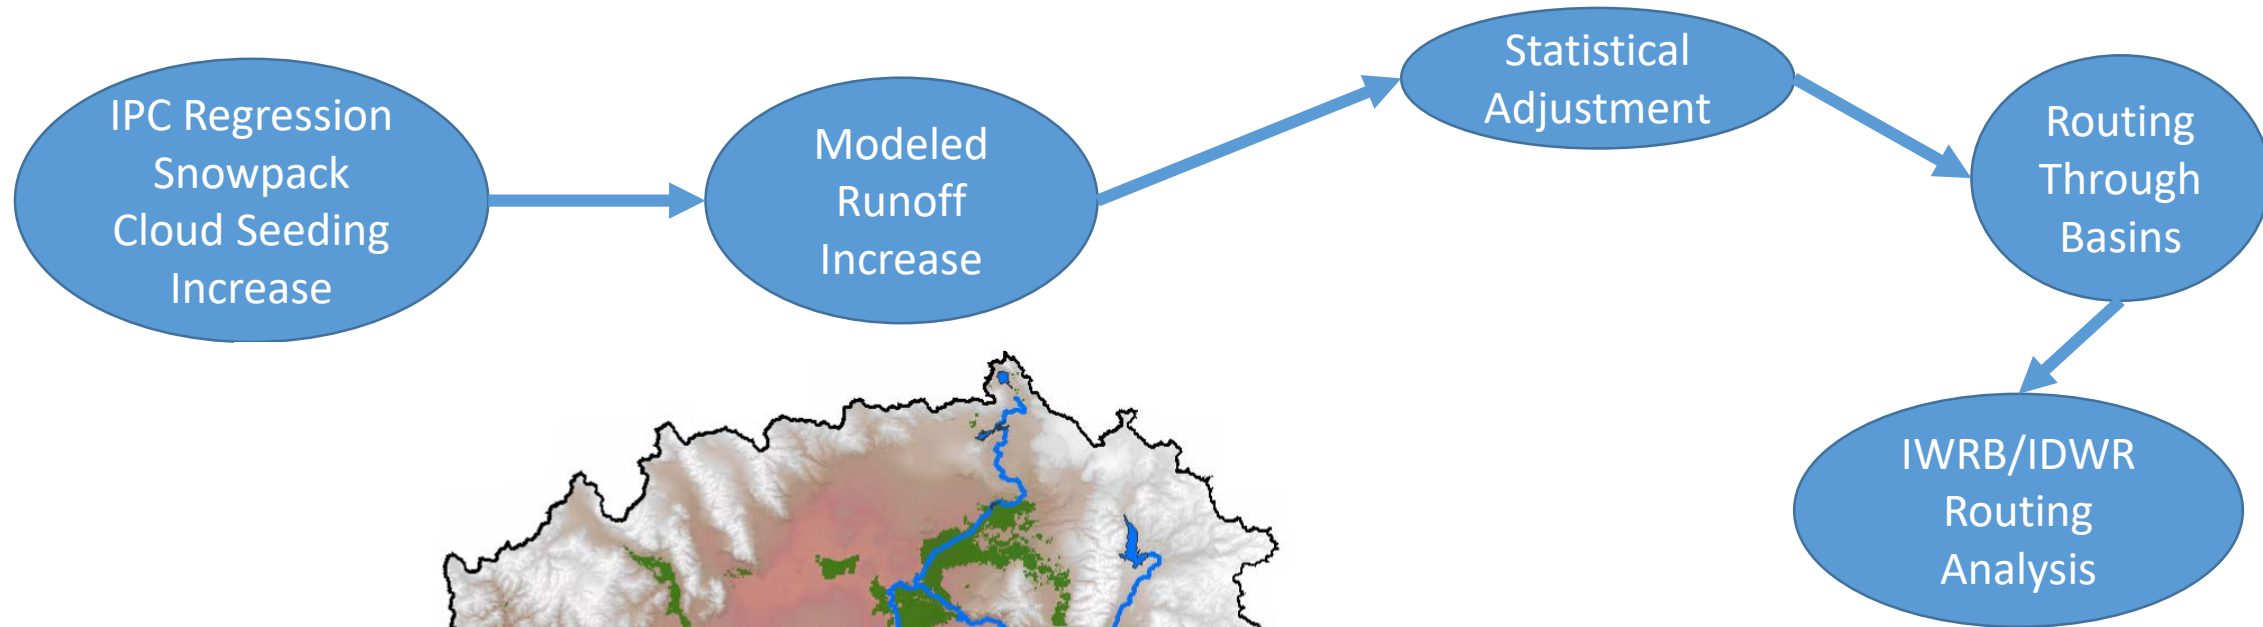 IPC Regression
Snowpack
Cloud Seeding
Increase
Modeled
Runoff
Increase
Statistical
Adjustment
Routing
Through
Basins
IWRB/IDWR
Routing
Analysis